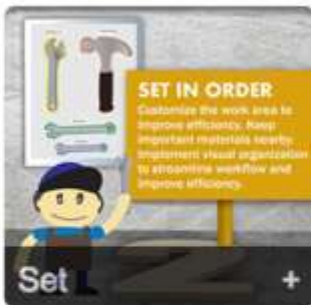 SET IN ORDER
Customize the work area to
improve efficiency. Keep
important materials nearby.
Implement visual organization
to streamline workflow and
improve efficiency.
Set +